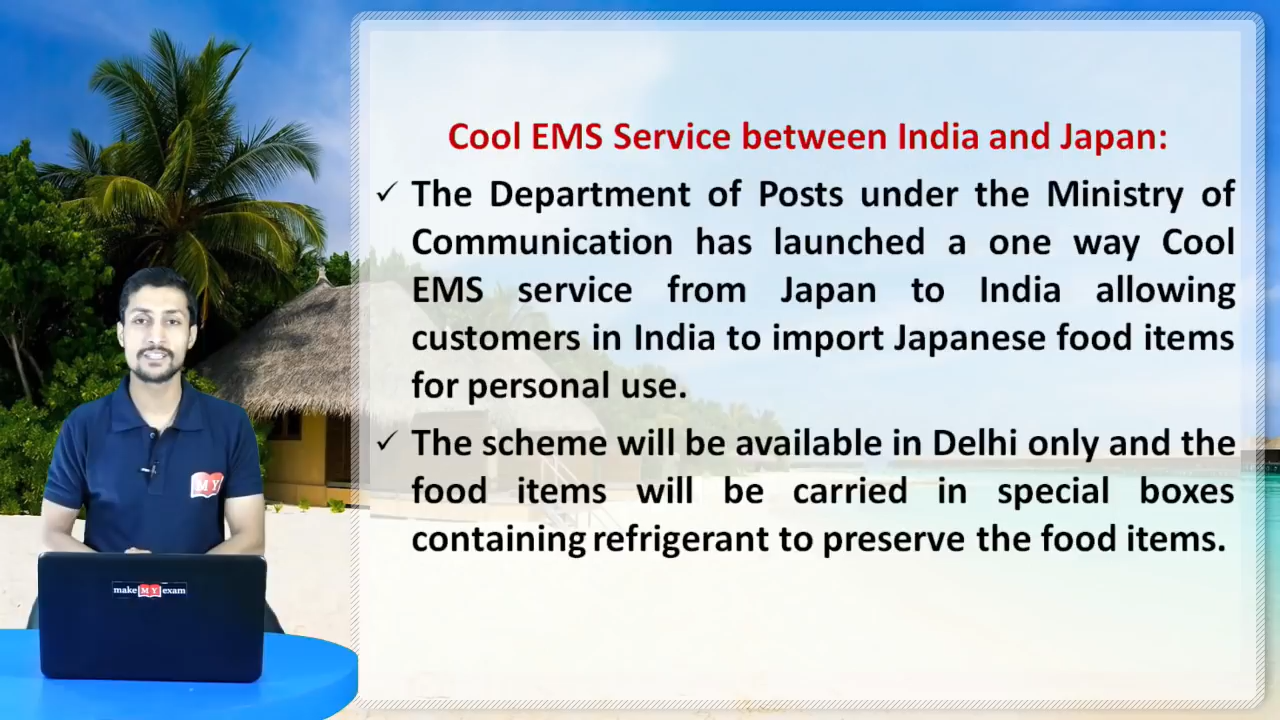 Cool EMS Service between India and Japan:
✓ The Department of Posts under the Ministry of
Communication has launched a one way Cool
EMS service from Japan to India allowing
customers in India to import Japanese food items
for personal use.
✓ The scheme will be available in Delhi only and the
food items will be carried in special boxes
containing refrigerant to preserve the food items.
M Y
make MY exam